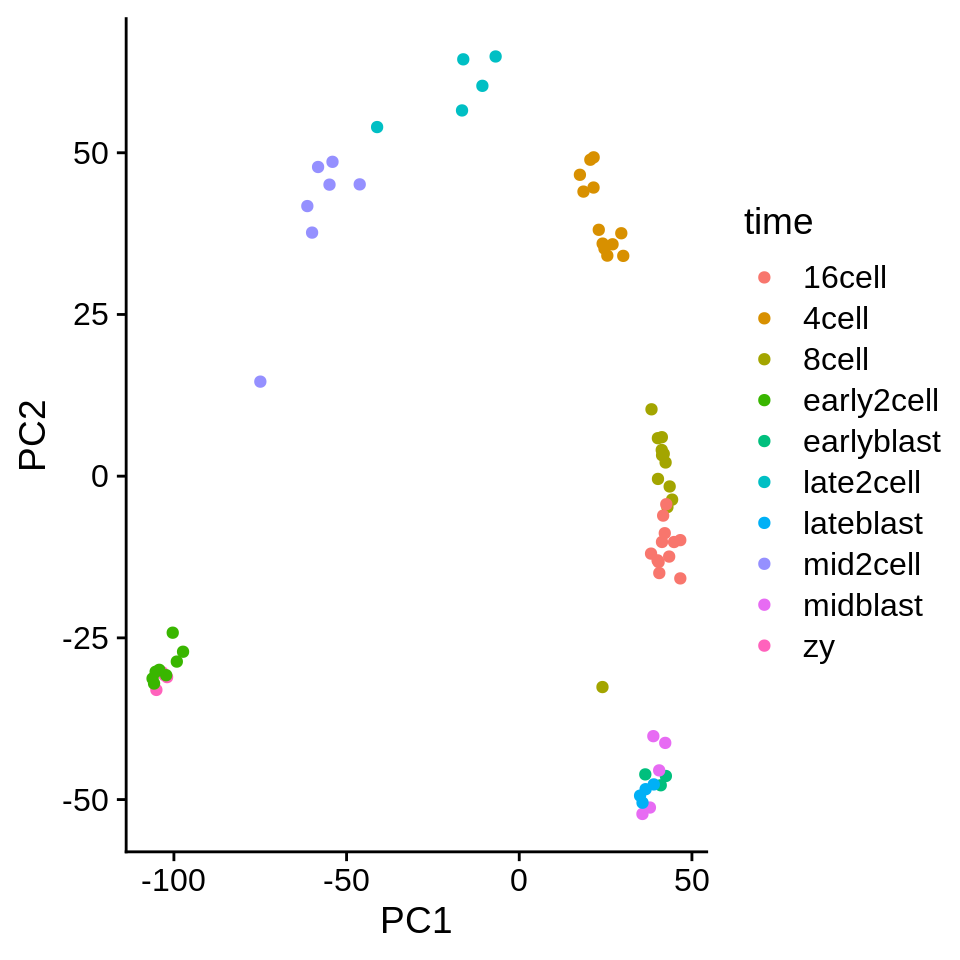 50
25
0
-25
-50
PC2
-100
-50
0
50
PC1
time
16cell
4cell
8cell
early2cell
earlyblast
late2cell
lateblast
mid2cell
midblast
zy